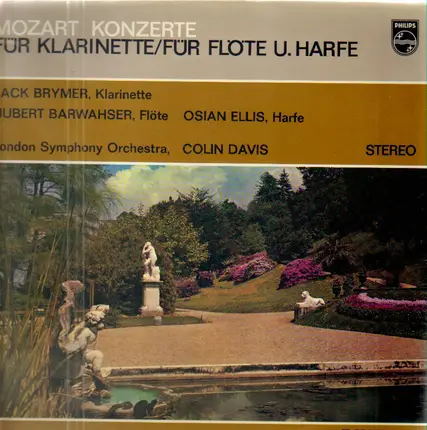 MOZART KONZERTE
FÜR KLARINETTE/FÜR FLÖTE U. HARFE
PHILIPS
JACK BRYMER, Klarinette
HUBERT BARWAHSER, Flöte OSIAN ELLIS, Harfe
London Symphony Orchestra, COLIN DAVIS STEREO